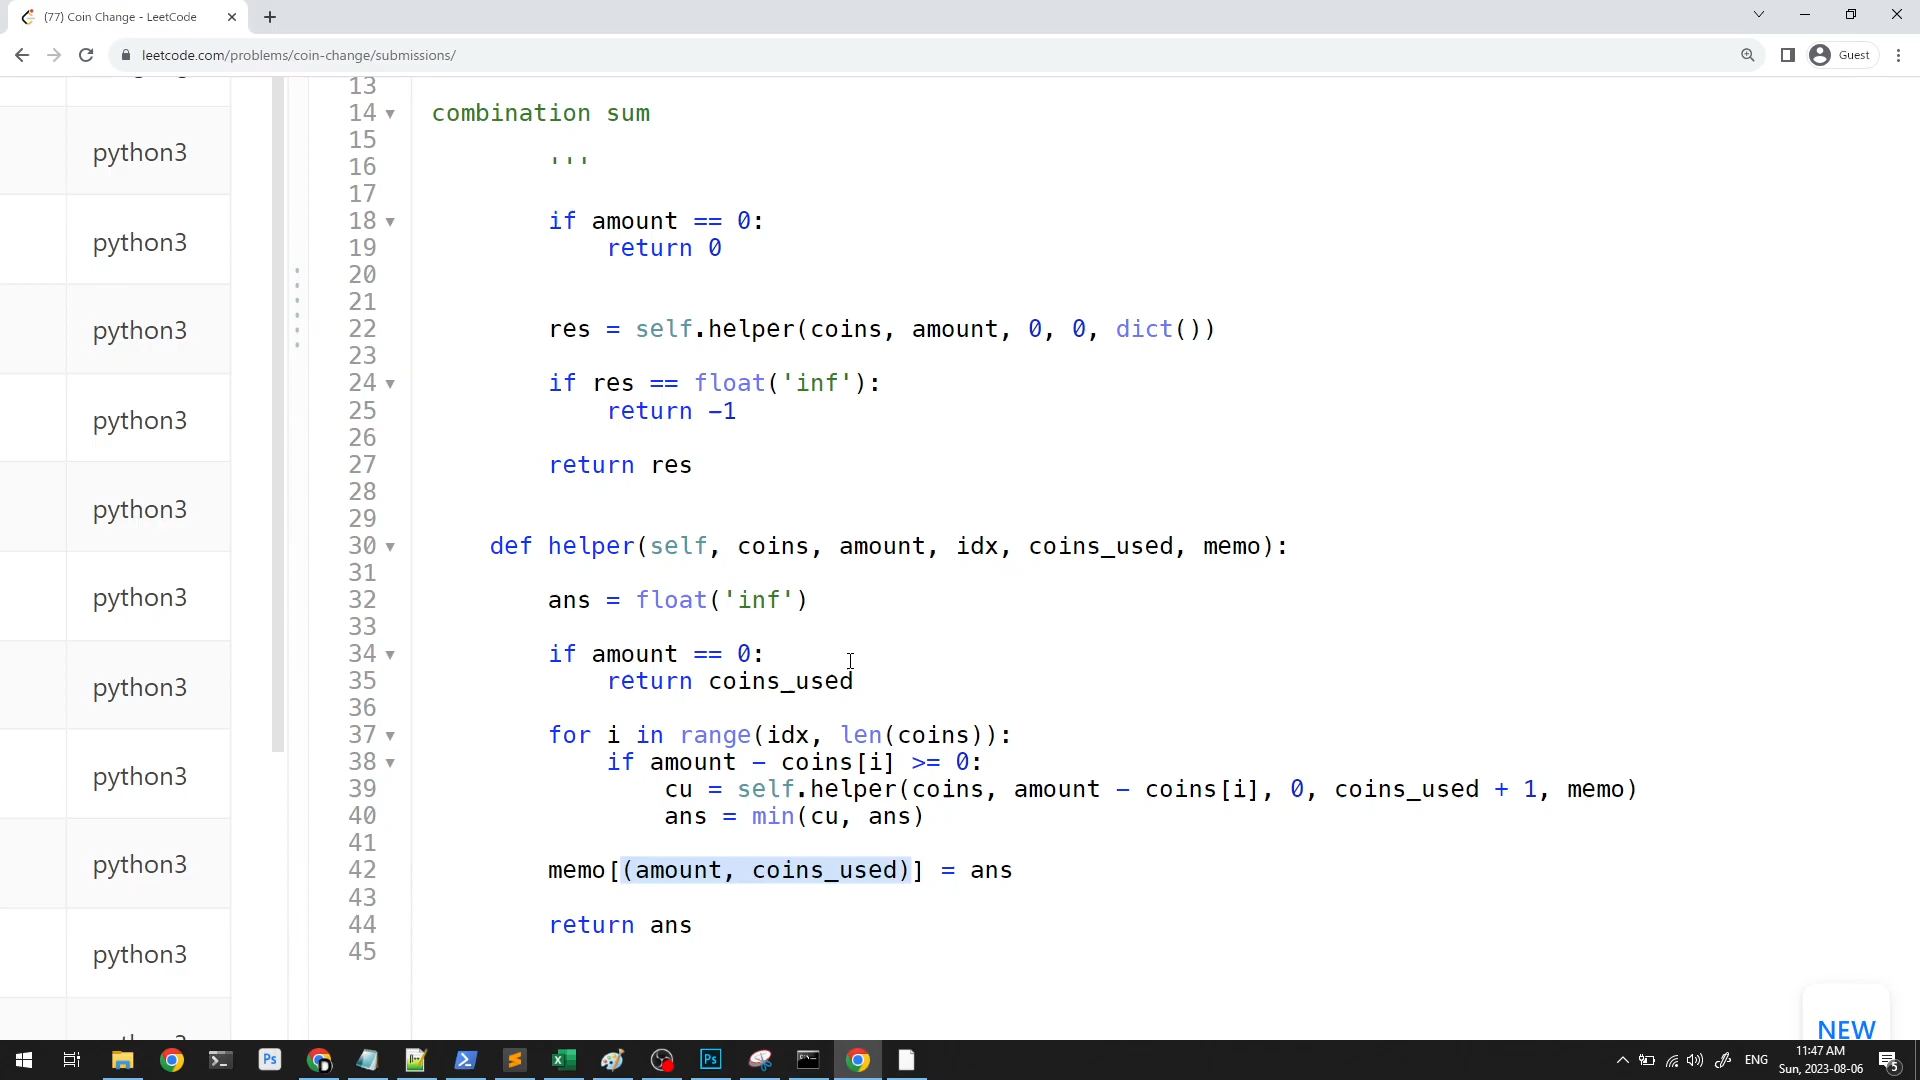 (77) Coin Change - LeetCode
leetcode.com/problems/coin-change/submissions/
Guest
python3
python3
python3
python3
python3
python3
python3
python3
python3
python3
13
14 combination sum
15
16 '''
17
18 if amount == 0:
19 return 0
20
21
22 res = self.helper(coins, amount, 0, 0, dict())
23
24 if res == float('inf'):
25 return -1
26
27 return res
28
29
30 def helper(self, coins, amount, idx, coins_used, memo):
31
32 ans = float('inf')
33
34 if amount == 0:
35 return coins_used
36
37 for i in range(idx, len(coins)):
38 if amount - coins[i] >= 0:
39 cu = self.helper(coins, amount - coins[i], 0, coins_used + 1, memo)
40 ans = min(cu, ans)
41
42 memo[(amount, coins_used)] = ans
43
44 return ans
45
NEW
Ps
Ps
ENG
11:47 AM
Sun, 2023-08-06
5